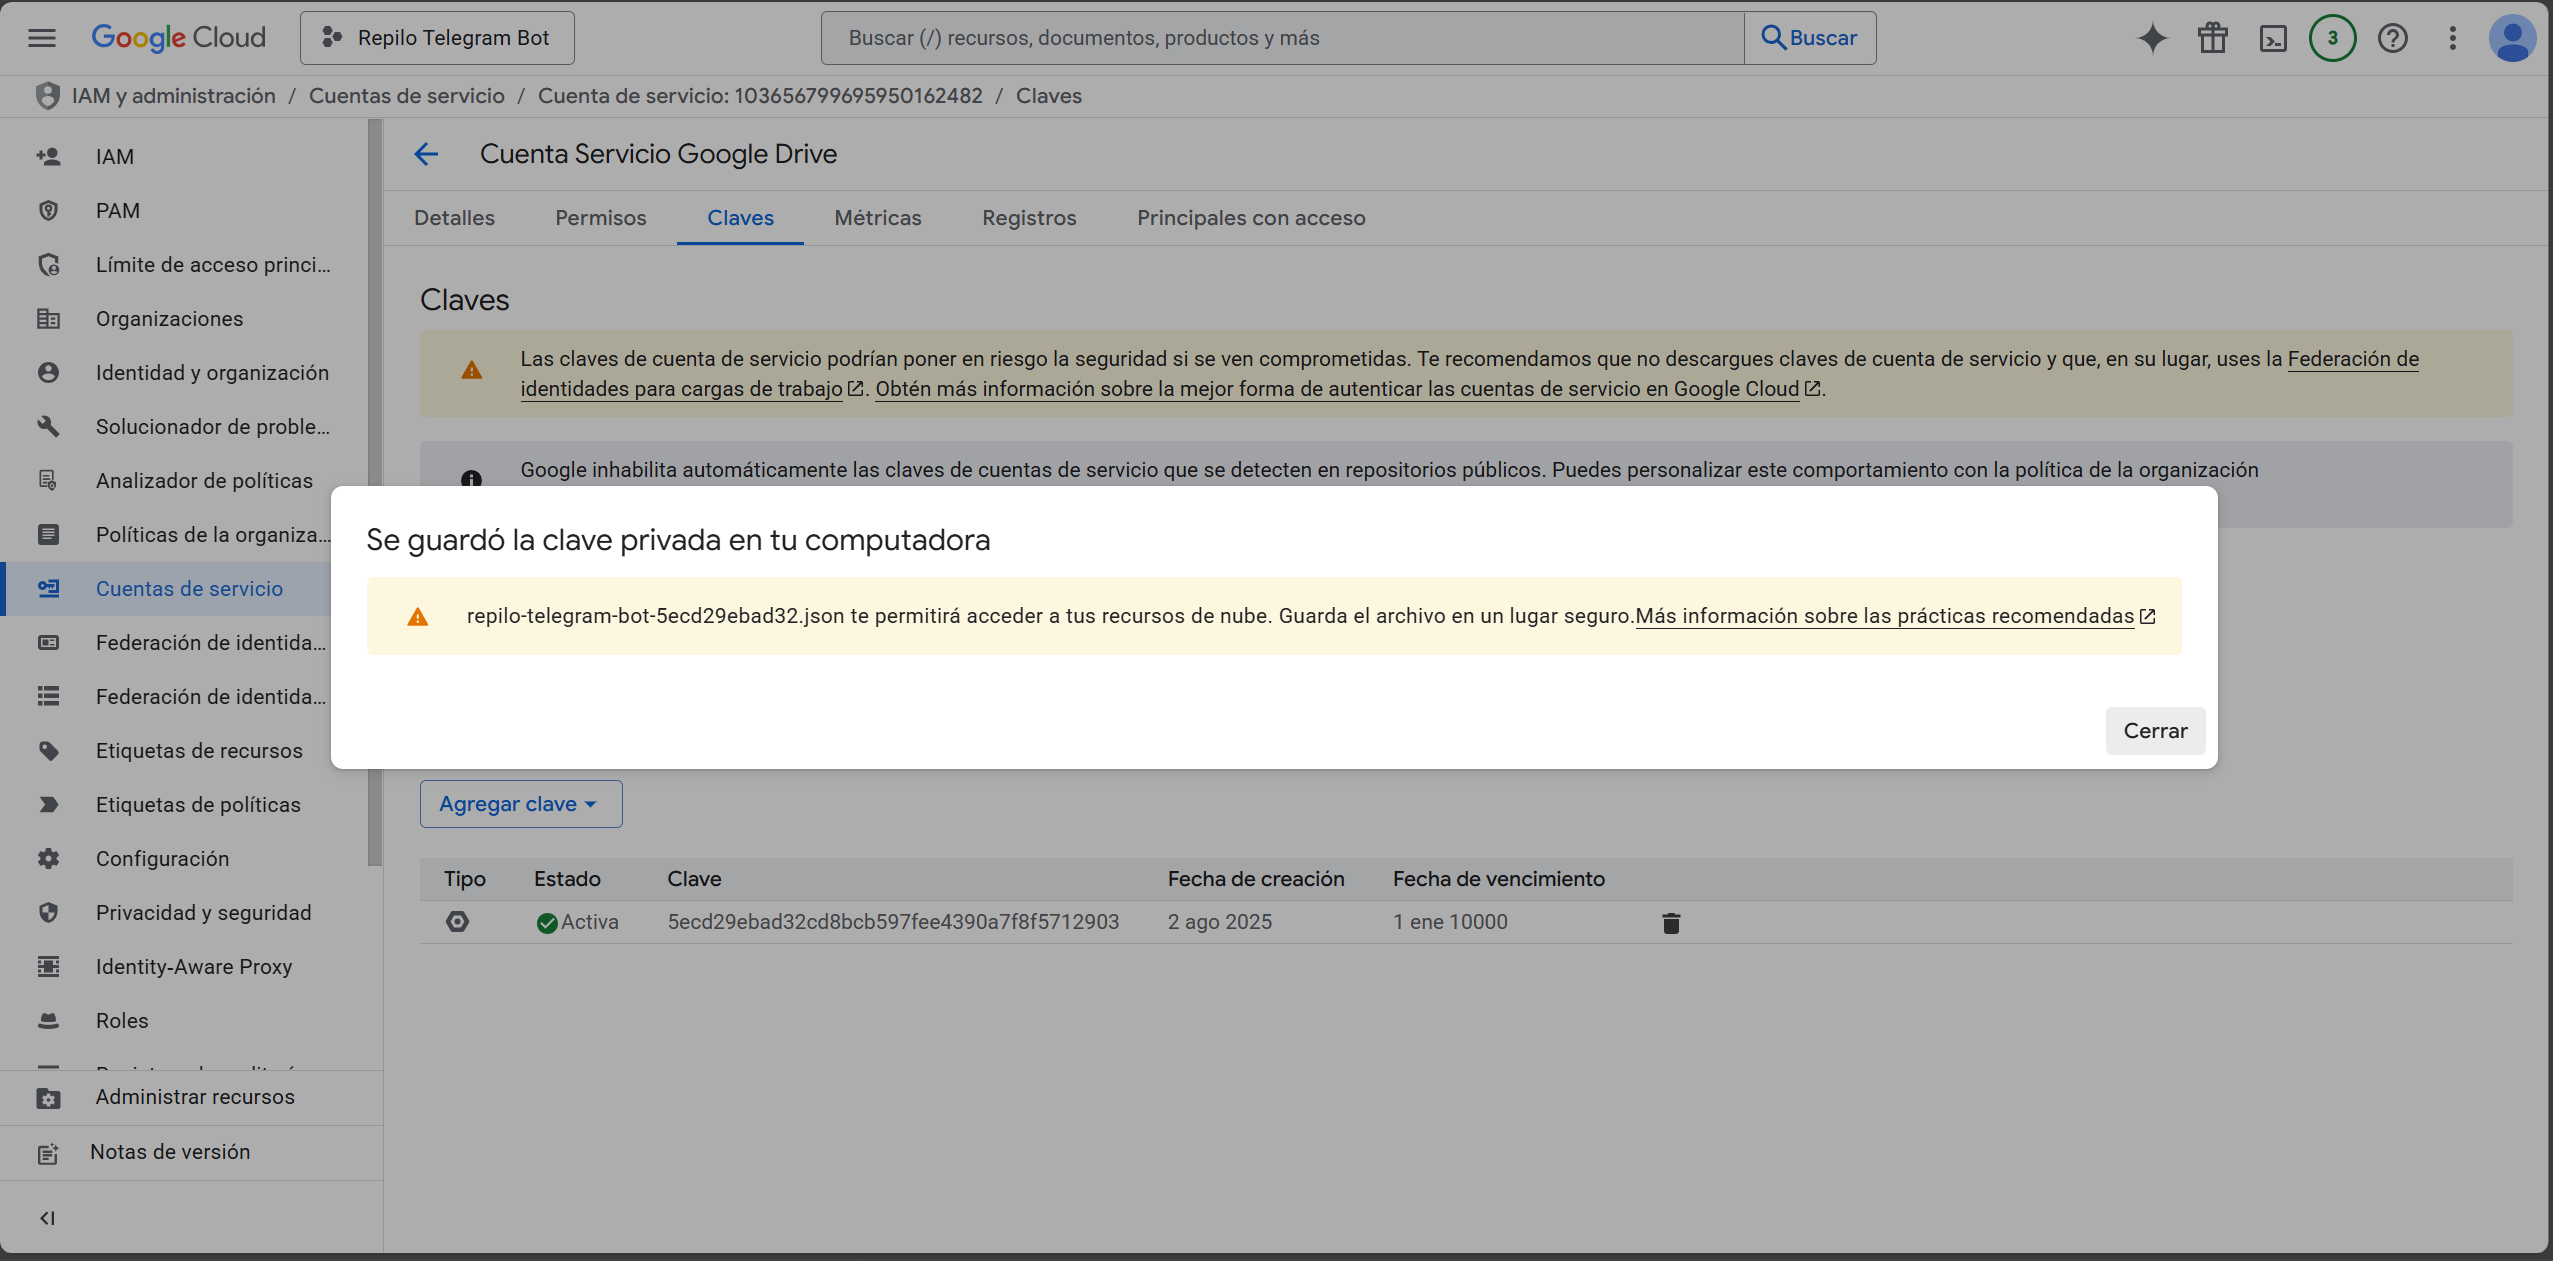 Google Cloud
Repilo Telegram Bot
Buscar (/) recursos, documentos, productos y más
Buscar
3
IAM y administración / Cuentas de servicio / Cuenta de servicio: 103656799695950162482 / Claves
IAM
PAM
Límite de acceso princi...
Organizaciones
Identidad y organización
Solucionador de proble...
Analizador de políticas
Políticas de la organiza...
Cuentas de servicio
Federación de identida...
Federación de identida...
Etiquetas de recursos
Etiquetas de políticas
Configuración
Privacidad y seguridad
Identity-Aware Proxy
Roles
Administrar recursos
Notas de versión
Cuenta Servicio Google Drive
Detalles
Permisos
Claves
Métricas
Registros
Principales con acceso
Claves
Las claves de cuenta de servicio podrían poner en riesgo la seguridad si se ven comprometidas. Te recomendamos que no descargues claves de cuenta de servicio y que, en su lugar, uses la Federación de
identidades para cargas de trabajo. Obtén más información sobre la mejor forma de autenticar las cuentas de servicio en Google Cloud.
Google inhabilita automáticamente las claves de cuentas de servicio que se detecten en repositorios públicos. Puedes personalizar este comportamiento con la política de la organización
Se guardó la clave privada en tu computadora
repilo-telegram-bot-5ecd29ebad32.json te permitirá acceder a tus recursos de nube. Guarda el archivo en un lugar seguro.Más información sobre las prácticas recomendadas
Cerrar
Agregar clave
Tipo Estado Clave Fecha de creación Fecha de vencimiento
Activa 5ecd29ebad32cd8bcb597fee4390a7f8f5712903 2 ago 2025 1 ene 10000